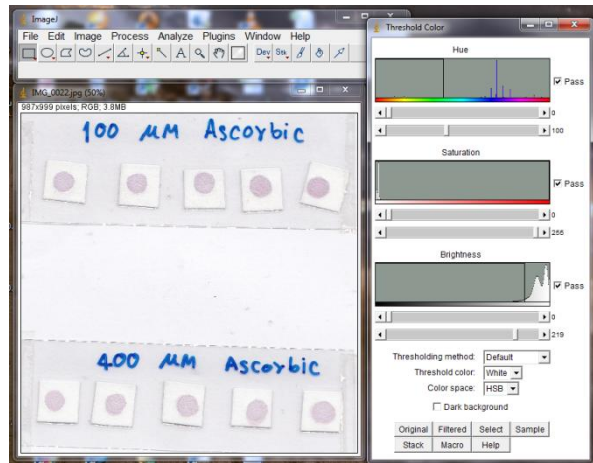 ImageJ
File Edit Image Process Analyze Plugins Window Help
Dev Stk
IMG_0022.jpg (50%)
987x999 pixels; RGB; 3.8MB
100 μM Ascorbic
400 μM Ascorbic
Threshold Color
Hue
Pass
0
100
Saturation
Pass
0
255
Brightness
Pass
0
219
Thresholding method: Default
Threshold color: White
Color space: HSB
Dark background
Original Filtered Select Sample
Stack Macro Help